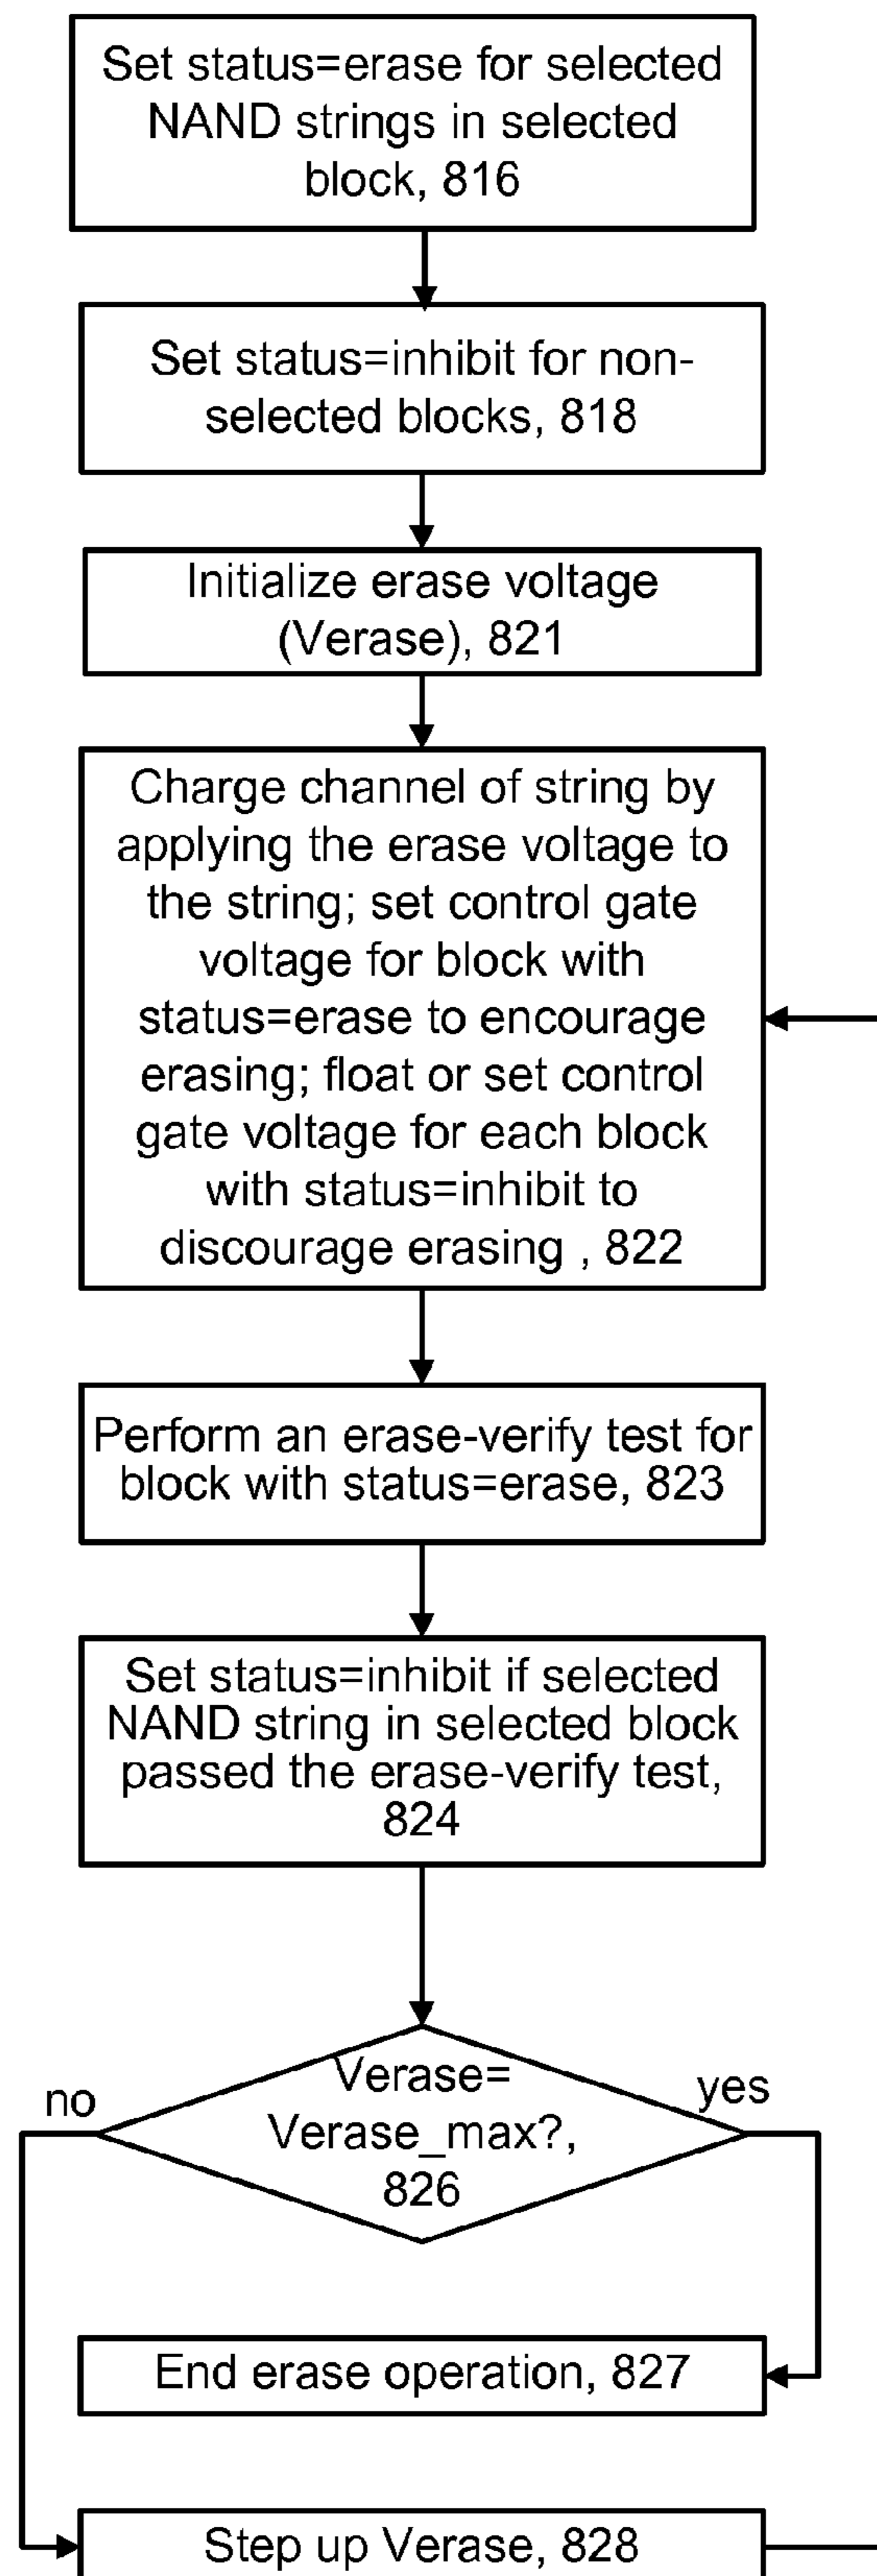 Set status=erase for selected
NAND strings in selected
block, 816
Set status=inhibit for non-
selected blocks, 818
Initialize erase voltage
(Verase), 821
Charge channel of string by
applying the erase voltage to
the string; set control gate
voltage for block with
status=erase to encourage
erasing; float or set control
gate voltage for each block
with status=inhibit to
discourage erasing , 822
Perform an erase-verify test for
block with status=erase, 823
Set status=inhibit if selected
NAND string in selected block
passed the erase-verify test,
824
no
Verase=
yes
Verase_max?,
826
End erase operation, 827
Step up Verase, 828